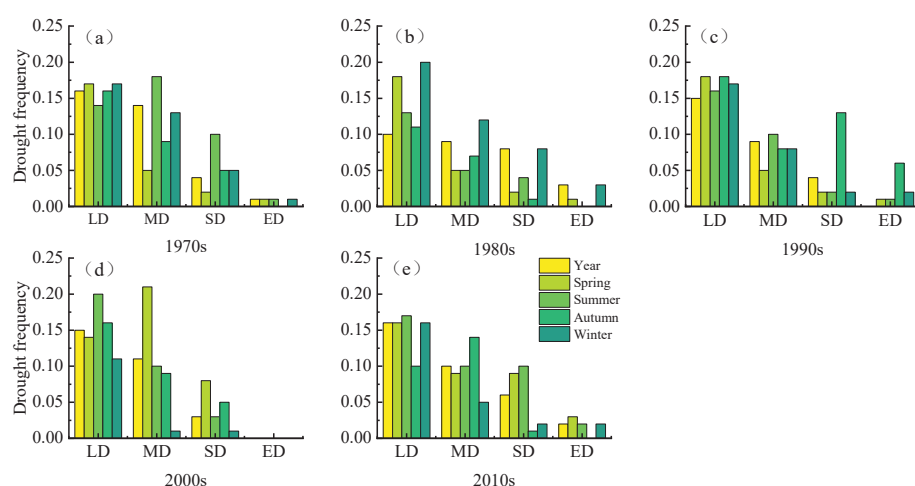 Drought frequency
0.25
0.20
0.15
0.10
0.05
0.00
（a）
LD MD SD ED
1970s
0.25
0.20
0.15
0.10
0.05
0.00
（b）
LD MD SD ED
1980s
0.25
0.20
0.15
0.10
0.05
0.00
（c）
LD MD SD ED
1990s
Drought frequency
0.25
0.20
0.15
0.10
0.05
0.00
（d）
LD MD SD ED
2000s
0.25
0.20
0.15
0.10
0.05
0.00
（e）
Year
Spring
Summer
Autumn
Winter
LD MD SD ED
2010s